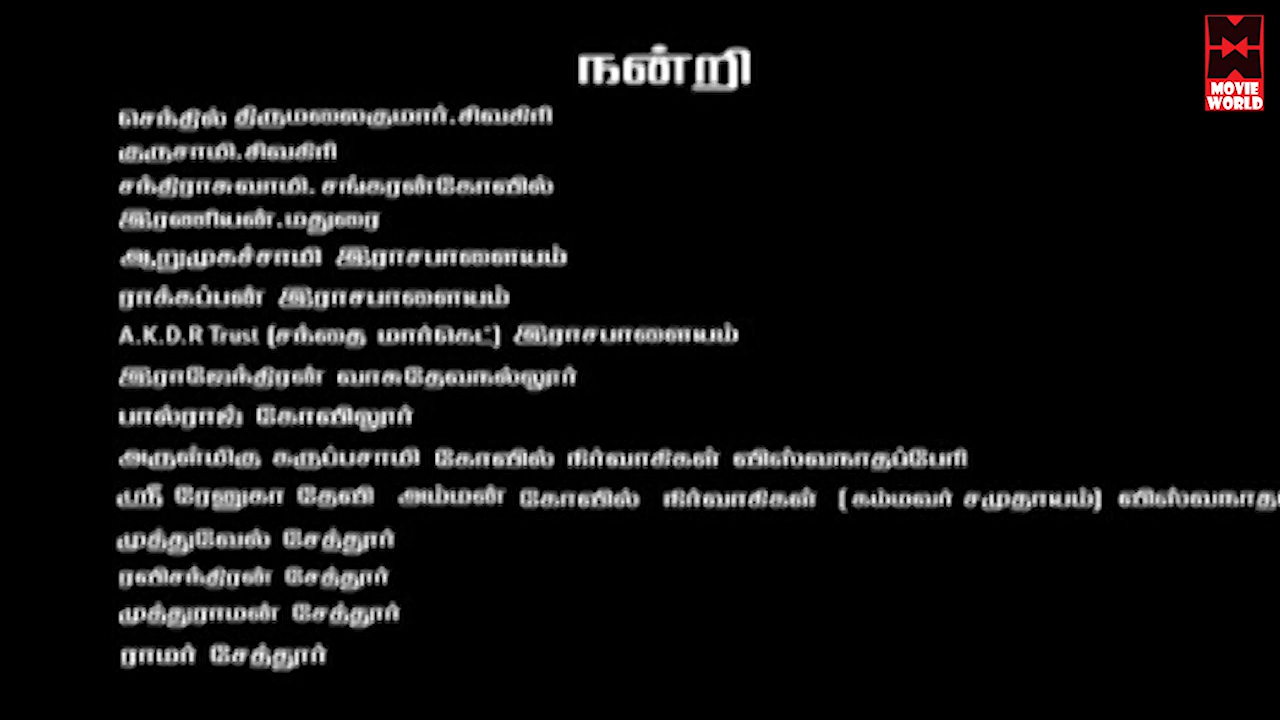 நன்றி
MOVIE
WORLD
செந்தில் திருமலைகுமார்.சிவகிரி
குருசாமி.சிவகிரி
சந்திராசுவாமி. சங்கரன்கோவில்
இரணியன்.மதுரை
ஆறுமுகச்சாமி இராசபாளையம்
ராக்கப்பன் இராசபாளையம்
A.K.D.R Trust (சந்தை மார்கெட்) இராசபாளையம்
இராஜேந்திரன் வாசுதேவநல்லூர்
பால்ராஜ் கோவிலூர்
அருள்மிகு கருப்பசாமி கோவில் நிர்வாகிகள் விஸ்வநாதப்பேரி
ஸ்ரீ ரேணுகா தேவி அம்மன் கோவில் நிர்வாகிகள் (கம்மவர் சமுதாயம்)
முத்துவேல் சேத்தூர்
ரவிசந்திரன் சேத்தூர்
முத்துராமன் சேத்தூர்
ராமர் சேத்தூர்